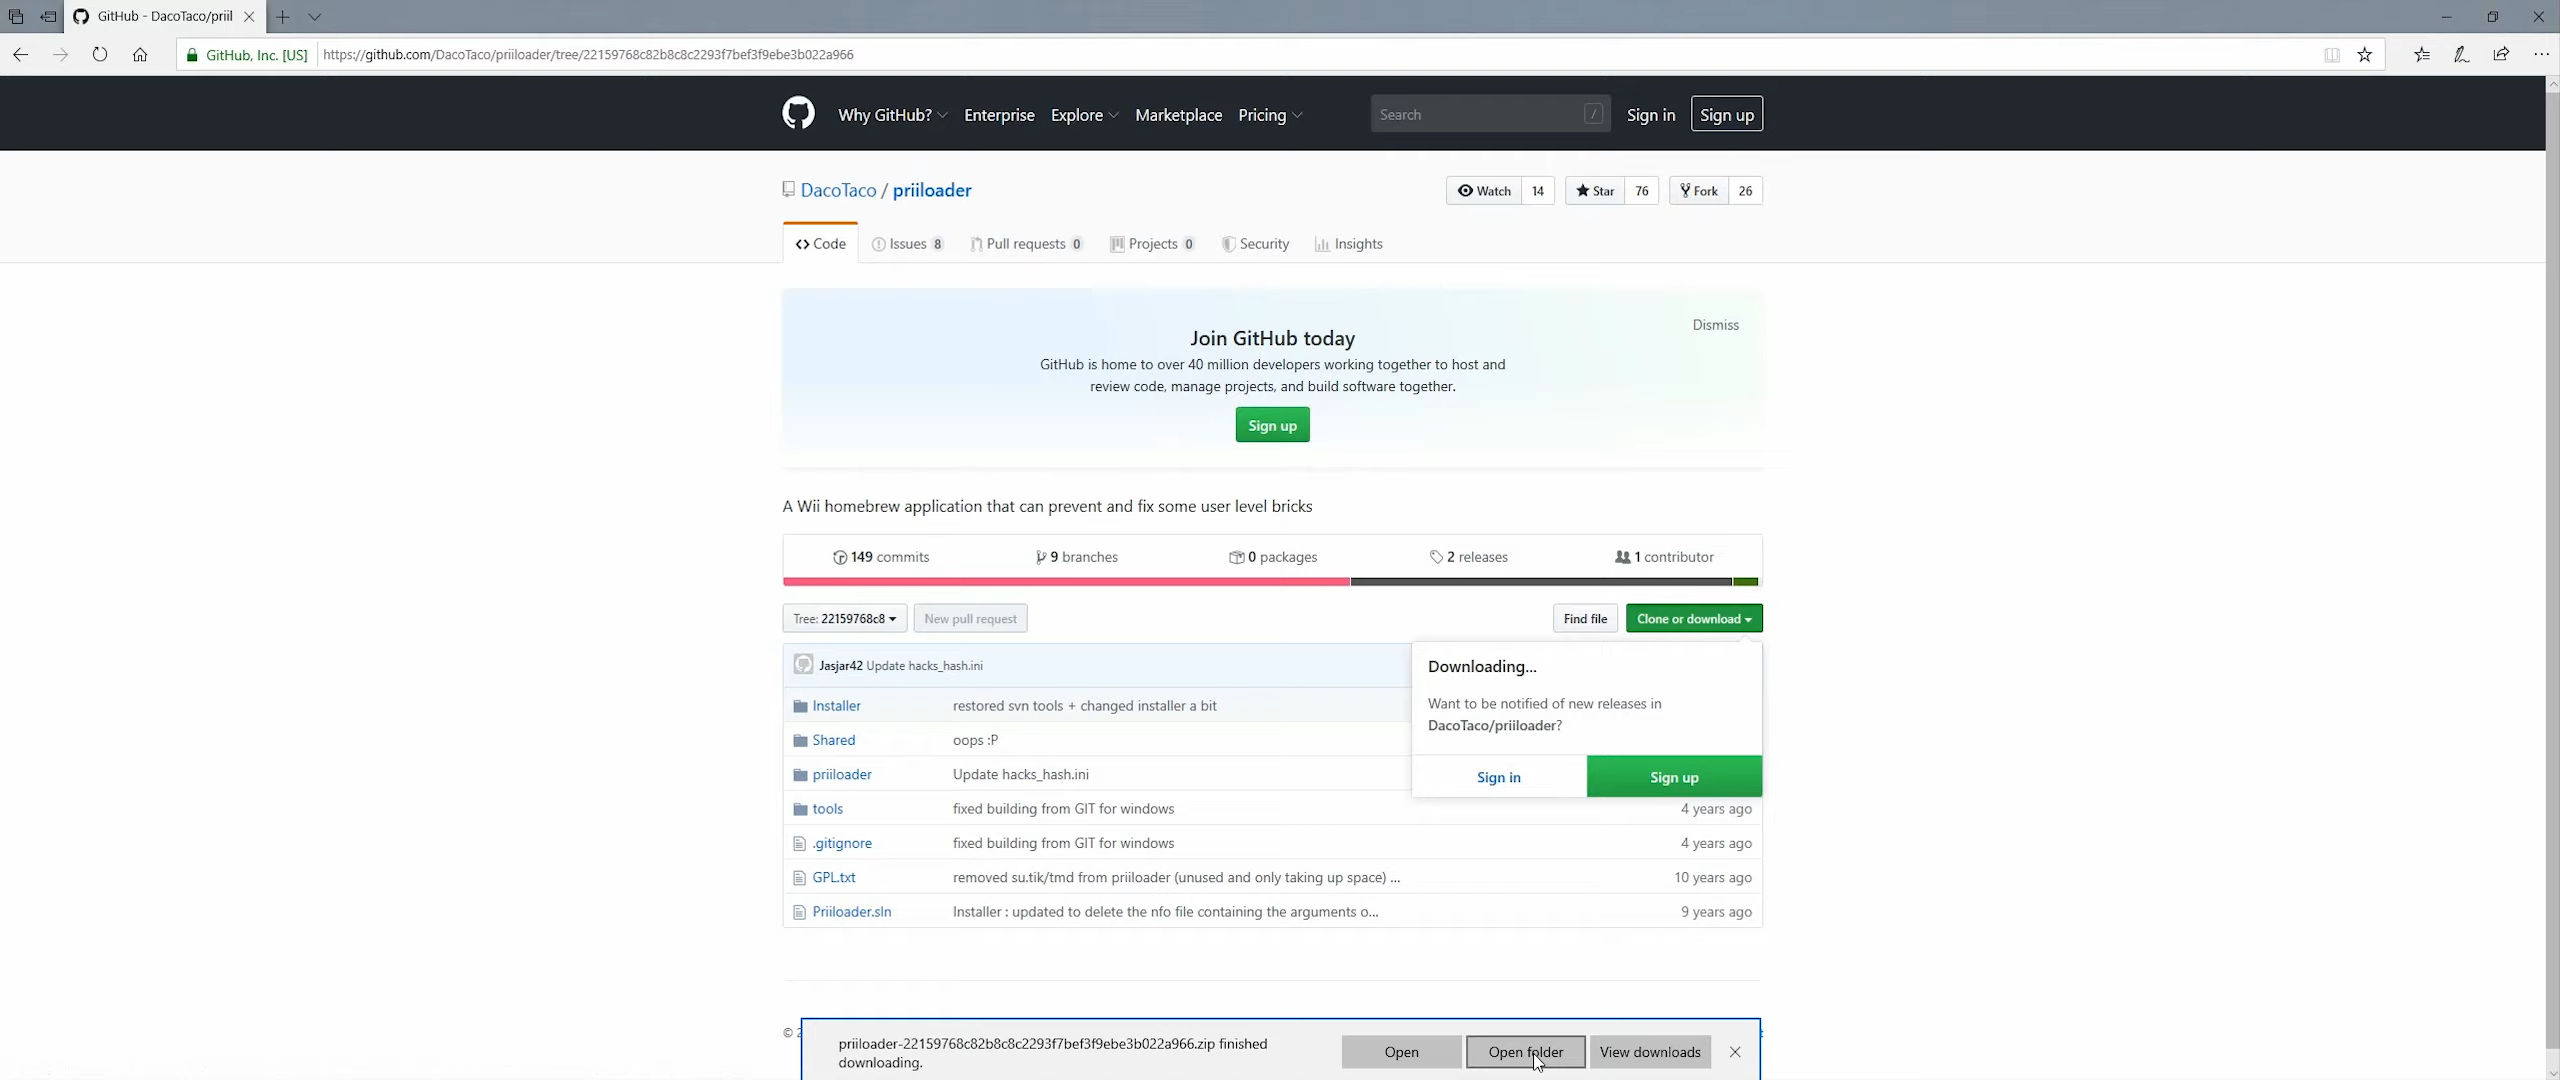 GitHub - DacoTaco/priil
GitHub, Inc. [US] https://github.com/DacoTaco/priiloader/tree/22159768c82b8c8c2293f7bef3f9ebe3b022a966
Why GitHub? Enterprise Explore Marketplace Pricing Search / Sign in Sign up
DacoTaco / priiloader
Watch 14 Star 76 Fork 26
Code Issues 8 Pull requests 0 Projects 0 Security Insights
Dismiss
Join GitHub today
GitHub is home to over 40 million developers working together to host and
review code, manage projects, and build software together.
Sign up
A Wii homebrew application that can prevent and fix some user level bricks
149 commits 9 branches 0 packages 2 releases 1 contributor
Tree: 22159768c8 New pull request Find file Clone or download
Jasjar42 Update hacks_hash.ini
Downloading...
Want to be notified of new releases in
DacoTaco/priiloader?
Sign in Sign up
Installer restored svn tools + changed installer a bit
Shared oops :P
priiloader Update hacks_hash.ini
tools fixed building from GIT for windows 4 years ago
.gitignore fixed building from GIT for windows 4 years ago
GPL.txt removed su.tik/tmd from priiloader (unused and only taking up space) ... 10 years ago
Priiloader.sln Installer : updated to delete the nfo file containing the arguments o... 9 years ago
©
priiloader-22159768c82b8c8c2293f7bef3f9ebe3b022a966.zip finished
downloading.
Open Open folder View downloads